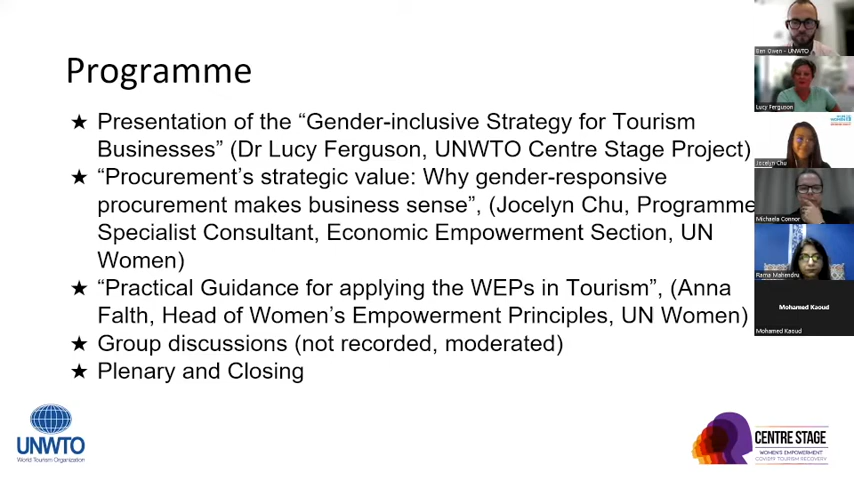 Programme
★ Presentation of the “Gender-inclusive Strategy for Tourism
Businesses” (Dr Lucy Ferguson, UNWTO Centre Stage Project)
★ “Procurement’s strategic value: Why gender-responsive
procurement makes business sense”, (Jocelyn Chu, Programme
Specialist Consultant, Economic Empowerment Section, UN
Women)
★ “Practical Guidance for applying the WEPs in Tourism”, (Anna
Falth, Head of Women’s Empowerment Principles, UN Women)
★ Group discussions (not recorded, moderated)
★ Plenary and Closing
UNWTO
World Tourism Organization
CENTRE STAGE
WOMEN'S EMPOWERMENT
COVID19 TOURISM RECOVERY
Ben Owen - UNWTO
Lucy Ferguson
Jocelyn Chu
Michaela Connor
Rama Mahendru
Mohamed Kaoud
Mohamed Kaoud